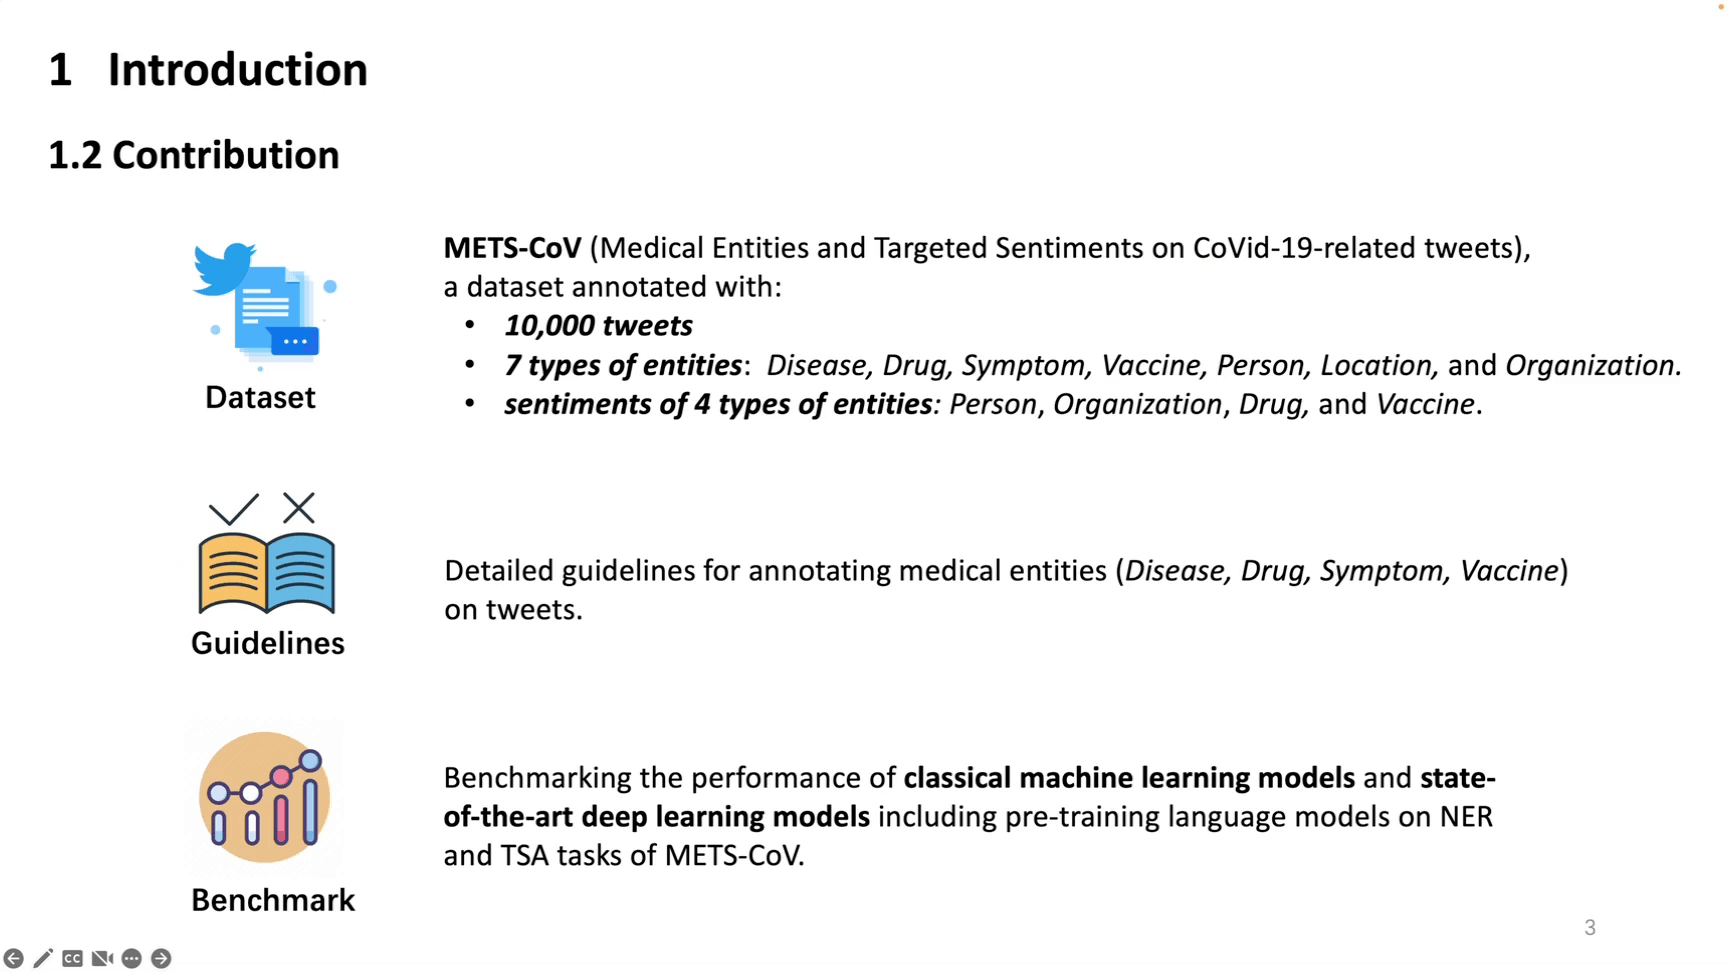 1 Introduction
1.2 Contribution
METS-CoV (Medical Entities and Targeted Sentiments on CoVid-19-related tweets),
a dataset annotated with:
• 10,000 tweets
• 7 types of entities: Disease, Drug, Symptom, Vaccine, Person, Location, and Organization.
• sentiments of 4 types of entities: Person, Organization, Drug, and Vaccine.
Dataset
Detailed guidelines for annotating medical entities (Disease, Drug, Symptom, Vaccine)
on tweets.
Guidelines
Benchmarking the performance of classical machine learning models and state-
of-the-art deep learning models including pre-training language models on NER
and TSA tasks of METS-CoV.
Benchmark
3
CC